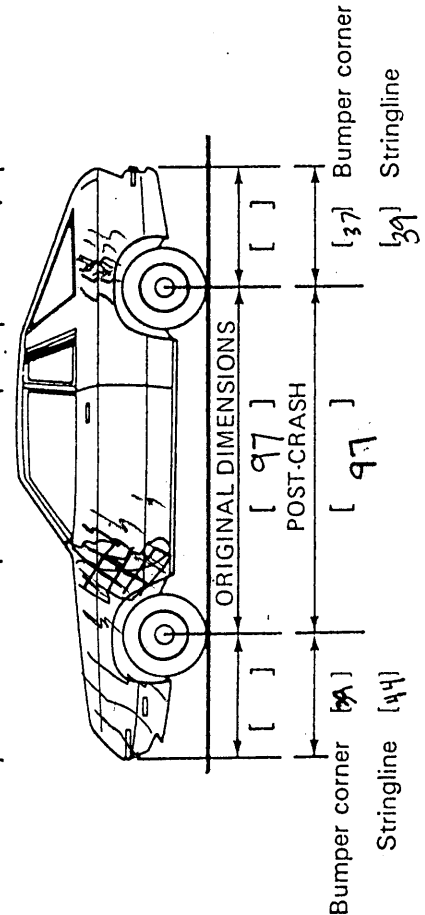 ORIGINAL DIMENSIONS
[ ] [ 97 ] [ ]
POST-CRASH
Bumper corner [ ] [ 97 ] [37] Bumper corner
Stringline [44] [39] Stringline